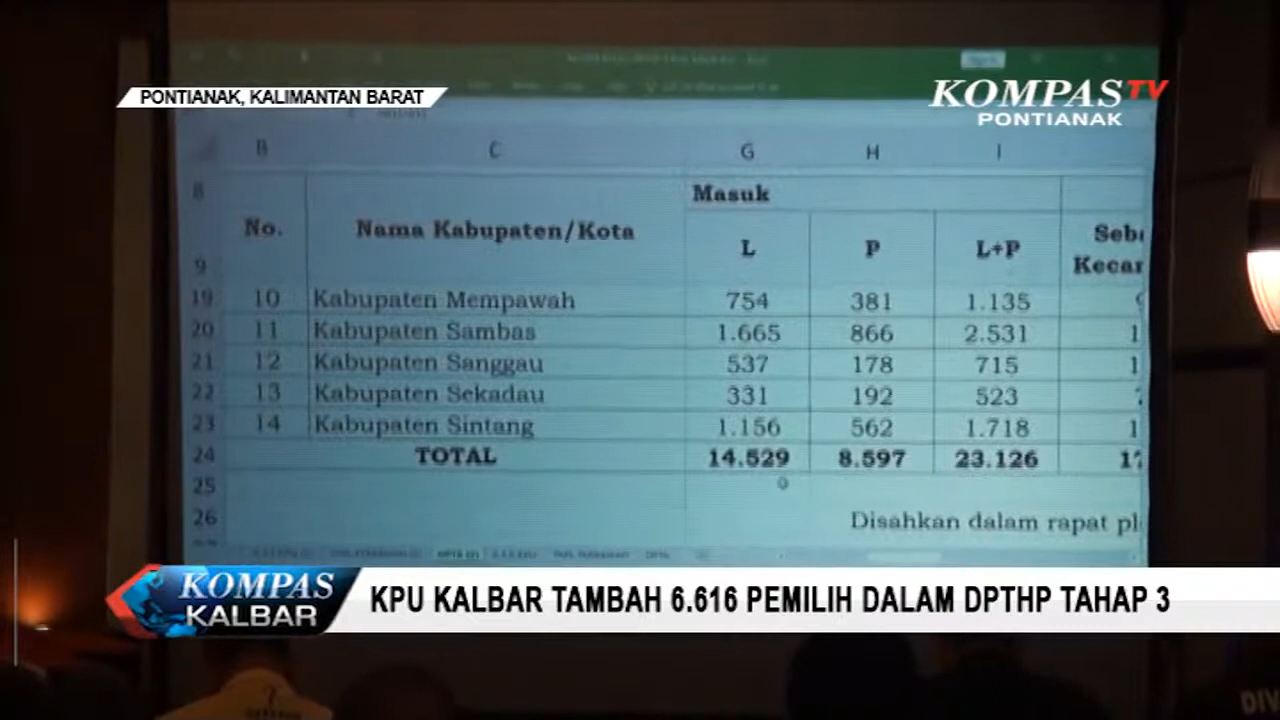 PONTIANAK, KALIMANTAN BARAT
KOMPAS TV
PONTIANAK
B C G H I
8 Masuk
No. Nama Kabupaten/Kota L P L+P
9
19 10 Kabupaten Mempawah 754 381 1.135
20 11 Kabupaten Sambas 1.665 866 2.531
21 12 Kabupaten Sanggau 537 178 715
22 13 Kabupaten Sekadau 331 192 523
23 14 Kabupaten Sintang 1.156 562 1.718
24 TOTAL 14.529 8.597 23.126
25
26 Disahkan dalam rapat
KOMPAS
KALBAR
KPU KALBAR TAMBAH 6.616 PEMILIH DALAM DPTHP TAHAP 3